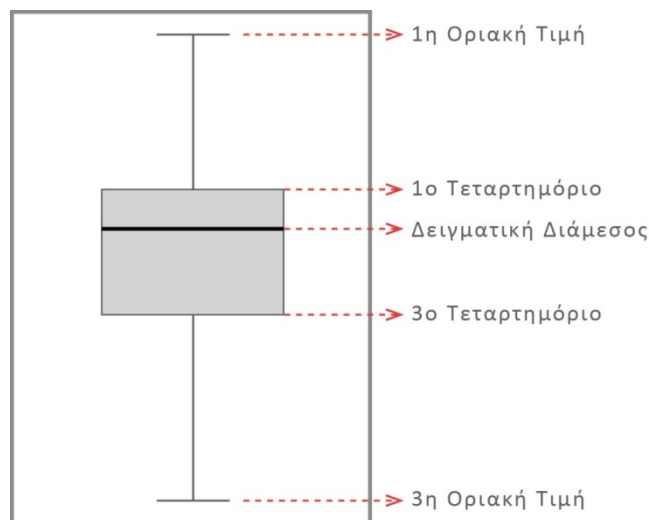 1η Οριακή Τιμή
1ο Τεταρτημόριο
Δειγματική Διάμεσος
3ο Τεταρτημόριο
3η Οριακή Τιμή